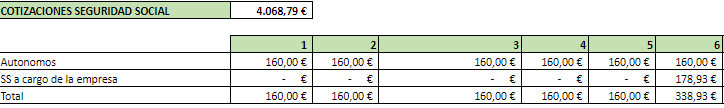 COTIZACIONES SEGURIDAD SOCIAL 4.068,79 €
1 2 3 4 5 6
Autonomos 160,00 € 160,00 € 160,00 € 160,00 € 160,00 € 160,00 €
SS a cargo de la empresa - € - € - € - € - € 178,93 €
Total 160,00 € 160,00 € 160,00 € 160,00 € 160,00 € 338,93 €